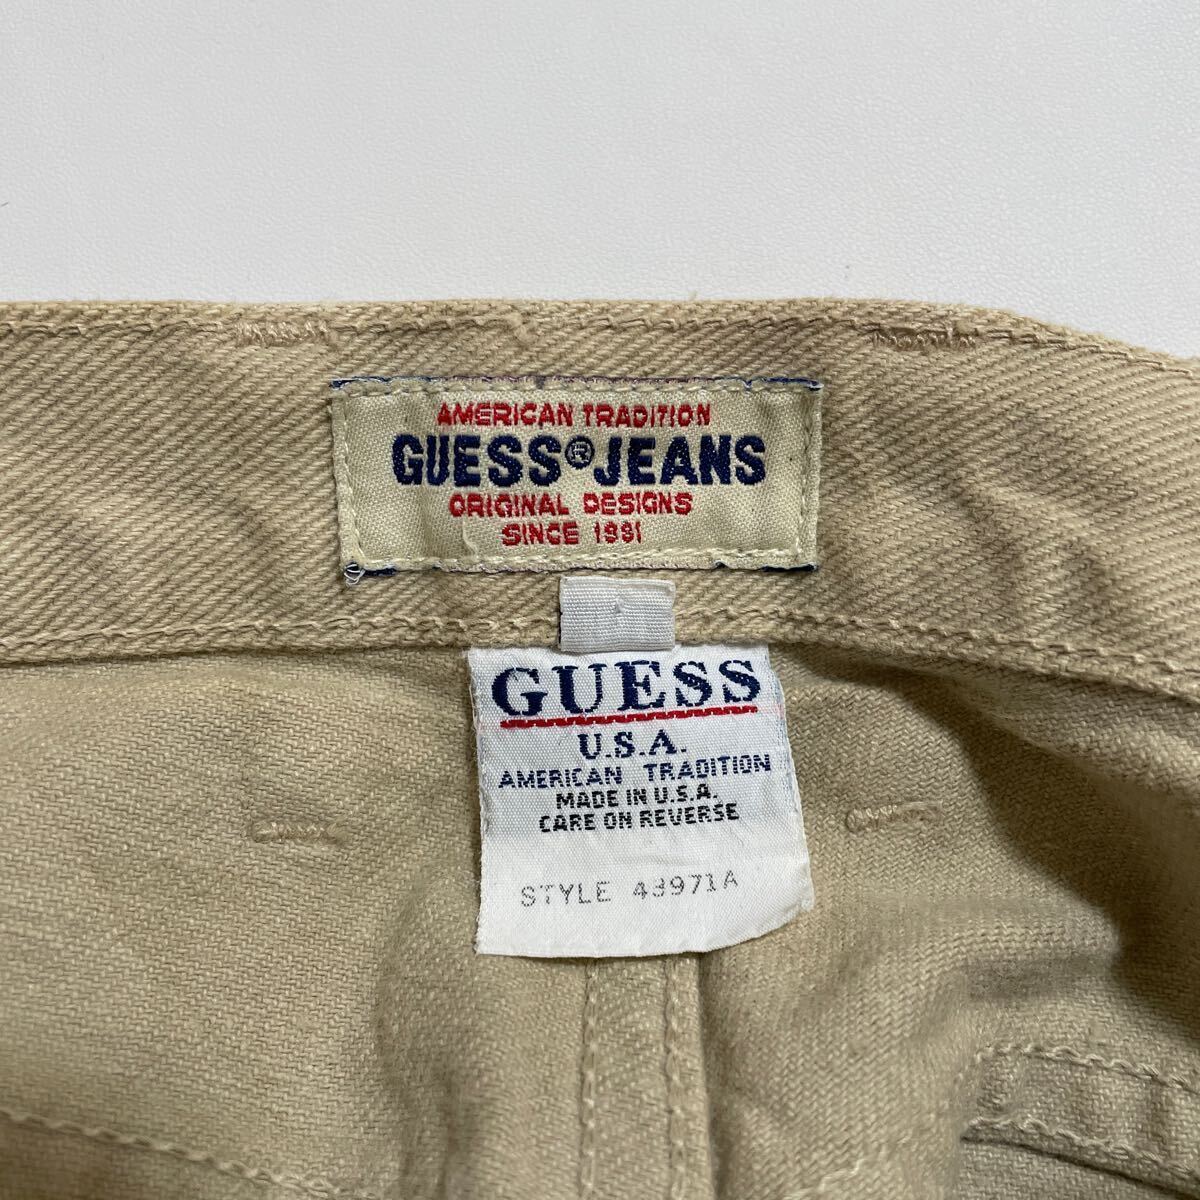 AMERICAN TRADITION
GUESS®JEANS
ORIGINAL DESIGNS
SINCE 1981
GUESS
U.S.A.
AMERICAN TRADITION
MADE IN U.S.A.
CARE ON REVERSE
STYLE 43971A